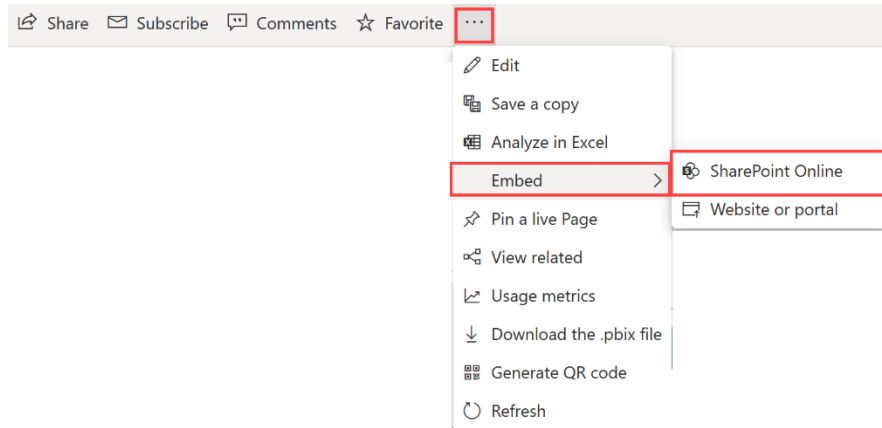 Share Subscribe Comments Favorite ...
Edit
Save a copy
Analyze in Excel
Embed
SharePoint Online
Website or portal
Pin a live Page
View related
Usage metrics
Download the .pbix file
Generate QR code
Refresh